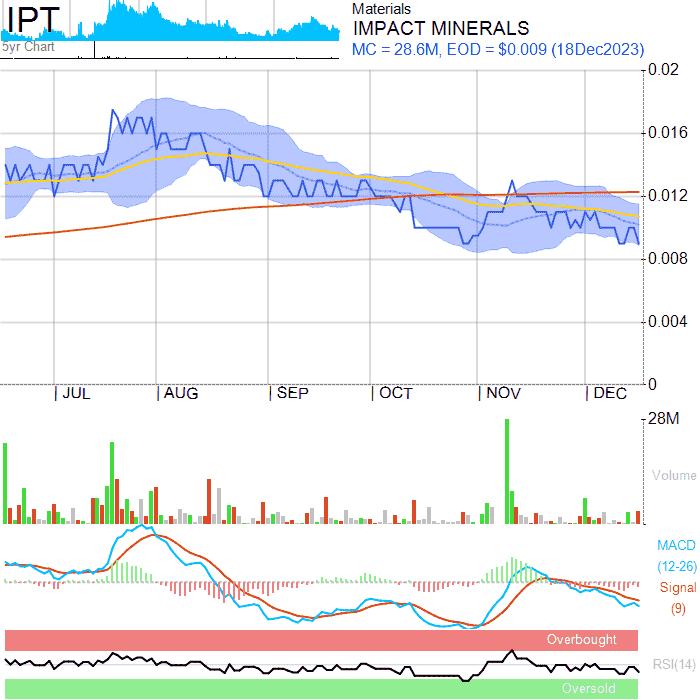 IPT
5yr Chart
Materials
IMPACT MINERALS
MC = 28.6M, EOD = $0.009 (18Dec2023)
0.02
0.016
0.012
0.008
0.004
0
JUL AUG SEP OCT NOV DEC
28M
Volume
MACD
(12-26)
Signal
(9)
Overbought
RSI(14)
Oversold